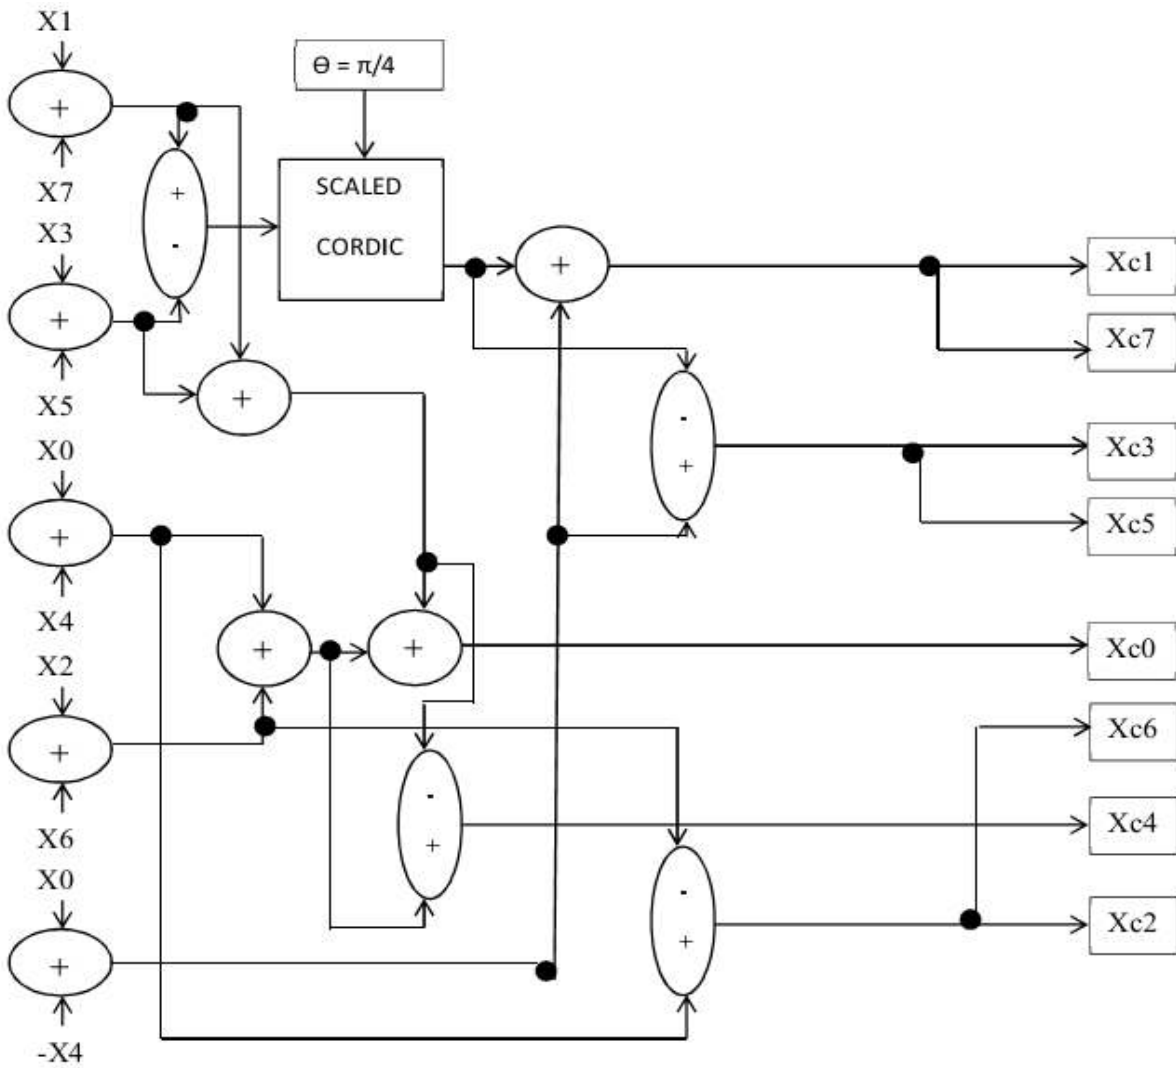 X1
+
X7
X3
+
X5
X0
+
X4
X2
+
X6
X0
+
-X4
Ɵ = π/4
+
-
SCALED
CORDIC
+
+
-
+
+
+
-
+
-
+
Xc1
Xc7
Xc3
Xc5
Xc0
Xc6
Xc4
Xc2